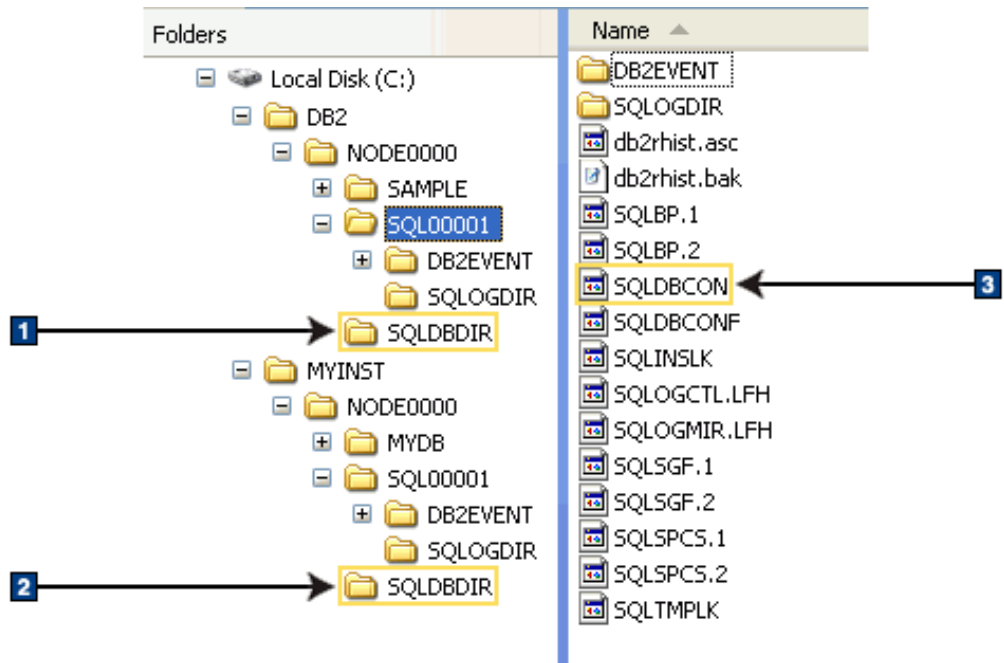 Folders
Local Disk (C:)
DB2
NODE0000
SAMPLE
SQL00001
DB2EVENT
SQLOGDIR
1
SQLDBDIR
MYINST
NODE0000
MYDB
SQL00001
DB2EVENT
SQLOGDIR
2
SQLDBDIR
Name
DB2EVENT
SQLOGDIR
db2rhist.asc
db2rhist.bak
SQLBP.1
SQLBP.2
SQLDBCON
3
SQLDBCONF
SQLINSLK
SQLOGCTL.LFH
SQLOGMIR.LFH
SQLSGF.1
SQLSGF.2
SQLSPCS.1
SQLSPCS.2
SQLTMPLK